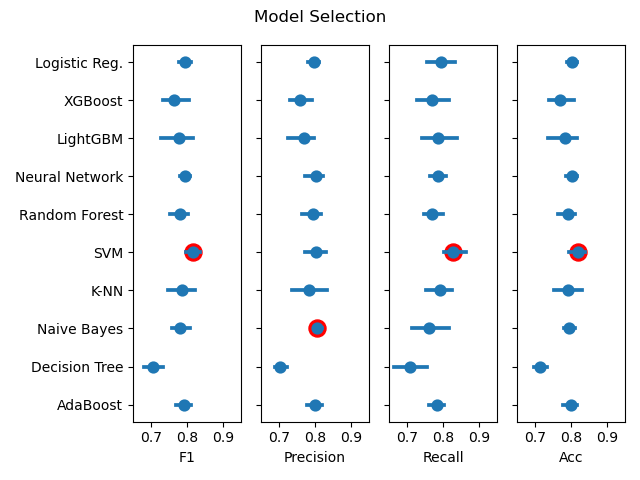 Model Selection
Logistic Reg.
XGBoost
LightGBM
Neural Network
Random Forest
SVM
K-NN
Naive Bayes
Decision Tree
AdaBoost
0.7 0.8 0.9 0.7 0.8 0.9 0.7 0.8 0.9 0.7 0.8 0.9
F1 Precision Recall Acc